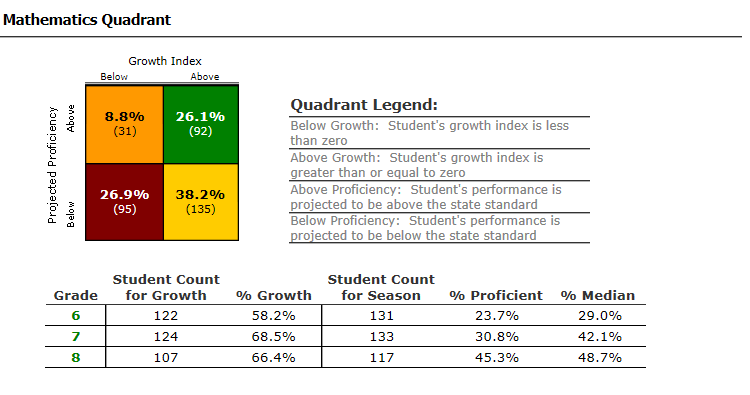 Mathematics Quadrant
Growth Index
Below Above
Projected Proficiency
Above
Below
8.8%
(31)
26.1%
(92)
26.9%
(95)
38.2%
(135)
Quadrant Legend:
Below Growth: Student's growth index is less
than zero
Above Growth: Student's growth index is
greater than or equal to zero
Above Proficiency: Student's performance is
projected to be above the state standard
Below Proficiency: Student's performance is
projected to be below the state standard
Student Count Student Count
Grade for Growth % Growth for Season % Proficient % Median
6 122 58.2% 131 23.7% 29.0%
7 124 68.5% 133 30.8% 42.1%
8 107 66.4% 117 45.3% 48.7%